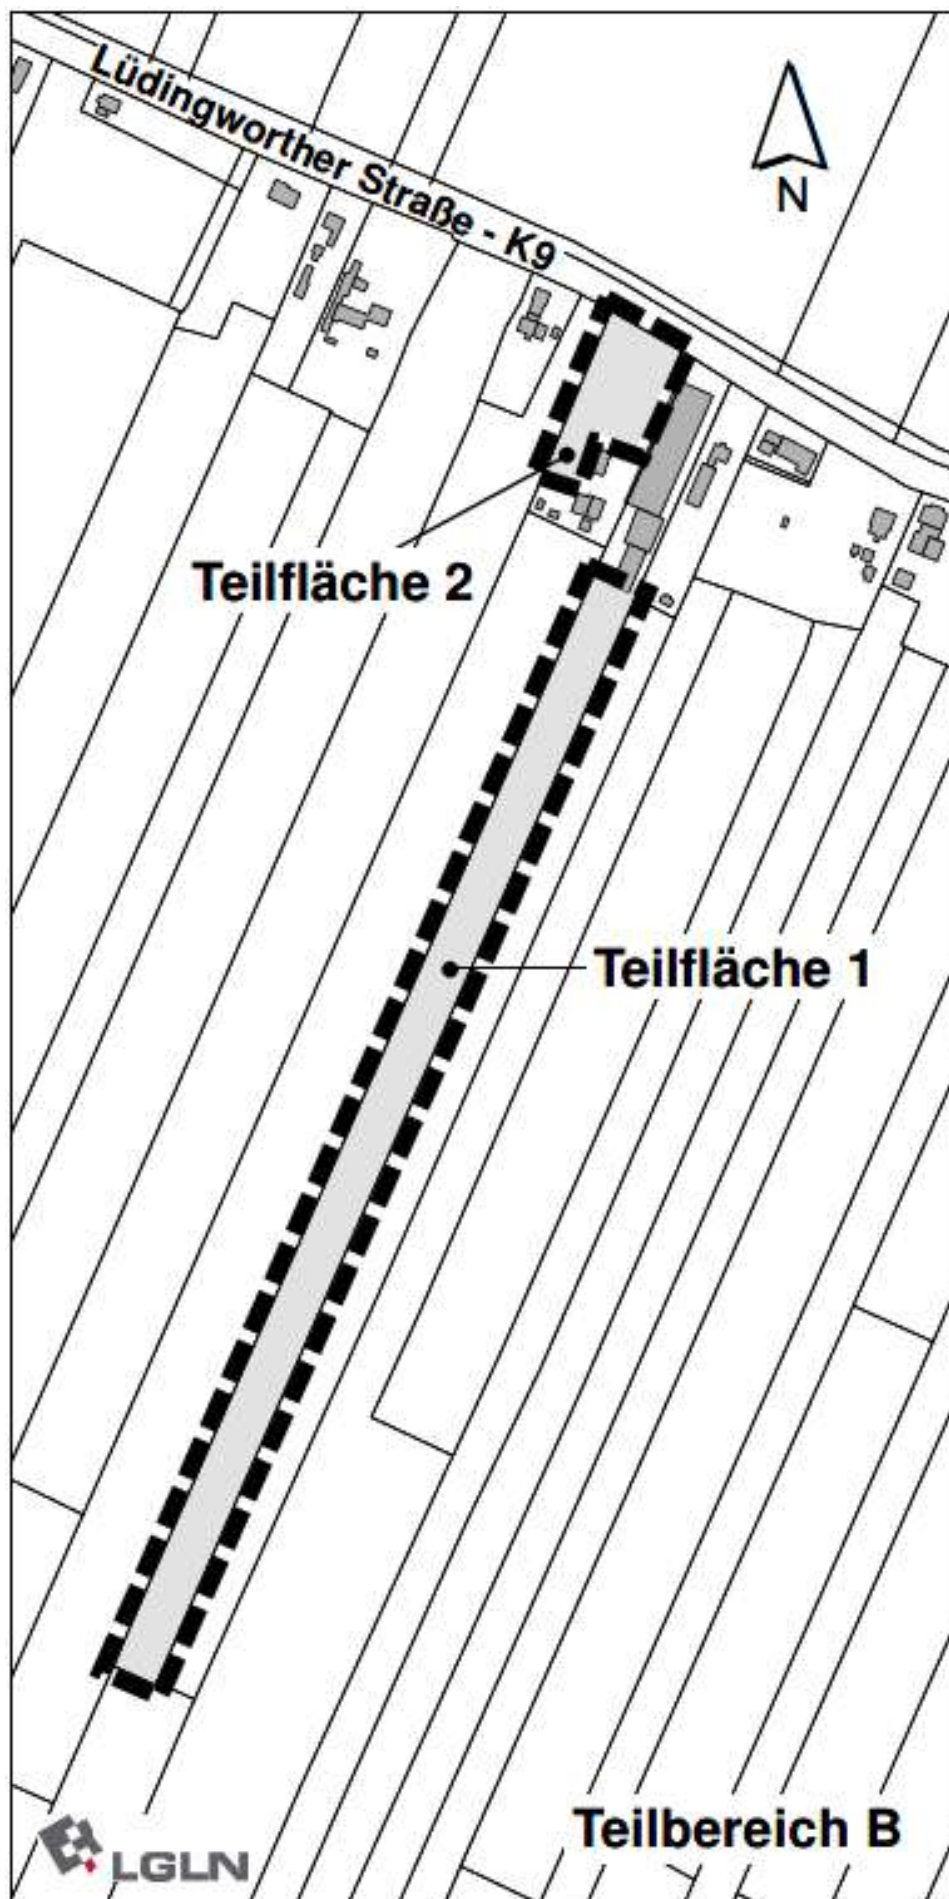 Lüdingworther Straße - K9
N
Teilfläche 2
Teilfläche 1
Teilbereich B
LGLN